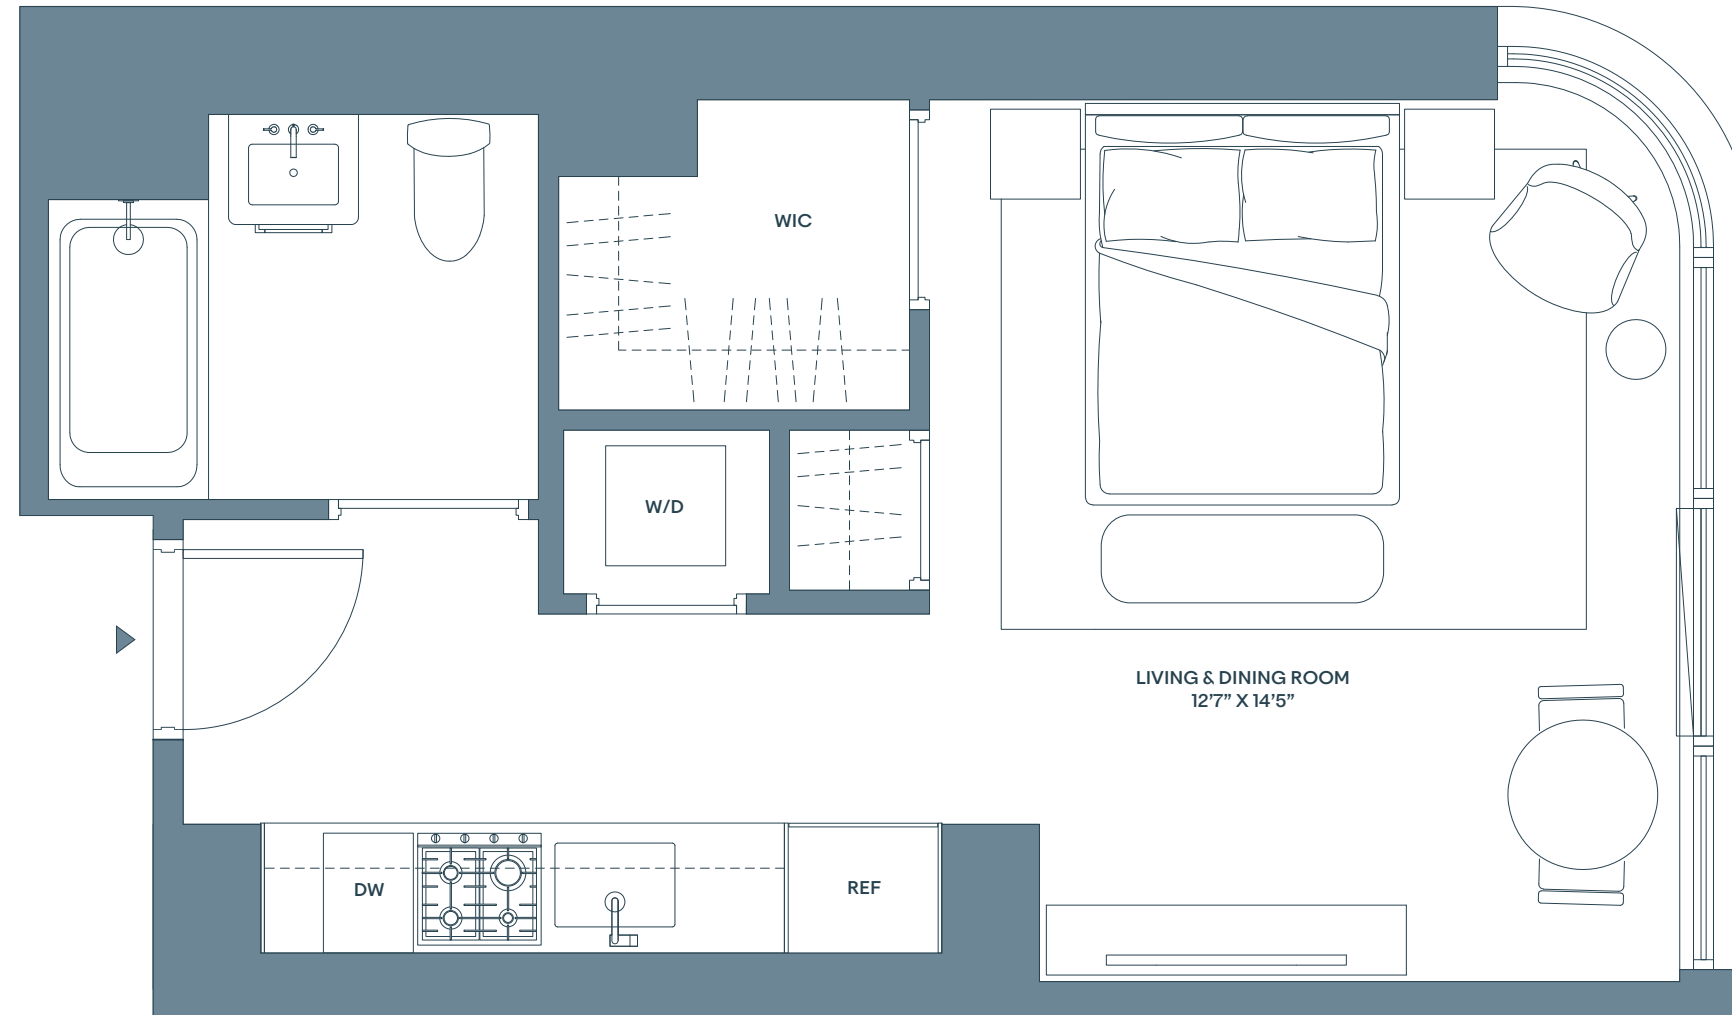 WIC
W/D
LIVING & DINING ROOM
12’7” X 14’5”
DW
REF